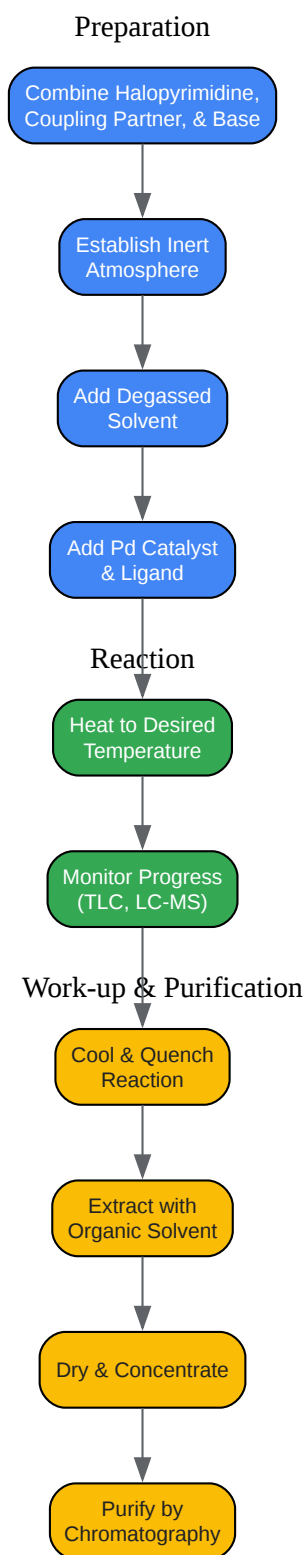 Preparation
Combine Halopyrimidine,
Coupling Partner, & Base
Establish Inert
Atmosphere
Add Degassed
Solvent
Add Pd Catalyst
& Ligand
Reaction
Heat to Desired
Temperature
Monitor Progress
(TLC, LC-MS)
Work-up & Purification
Cool & Quench
Reaction
Extract with
Organic Solvent
Dry & Concentrate
Purify by
Chromatography